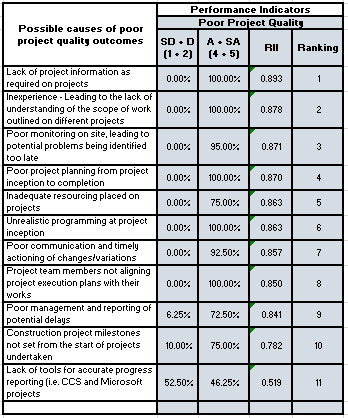 Possible causes of poor project quality outcomes
Performance Indicators
Poor Project Quality
SD + D (1 + 2)
A + SA (4 + 5)
RII
Ranking
Lack of project information as required on projects
0.00% 100.00% 0.893 1
Inexperience - Leading to the lack of understanding of the scope of work outlined on different projects
0.00% 100.00% 0.878 2
Poor monitoring on site, leading to potential problems being identified too late
0.00% 95.00% 0.871 3
Poor project planning from project inception to completion
0.00% 100.00% 0.870 4
Inadequate resourcing placed on projects
0.00% 75.00% 0.863 5
Unrealistic programming at project inception
0.00% 100.00% 0.863 6
Poor communication and timely actioning of changes/variations
0.00% 92.50% 0.857 7
Project team members not aligning project execution plans with their works
0.00% 100.00% 0.850 8
Poor management and reporting of potential delays
6.25% 72.50% 0.841 9
Construction project milestones not set from the start of projects undertaken
10.00% 75.00% 0.782 10
Lack of tools for accurate progress reporting (i.e. CCS and Microsoft projects
52.50% 46.25% 0.519 11